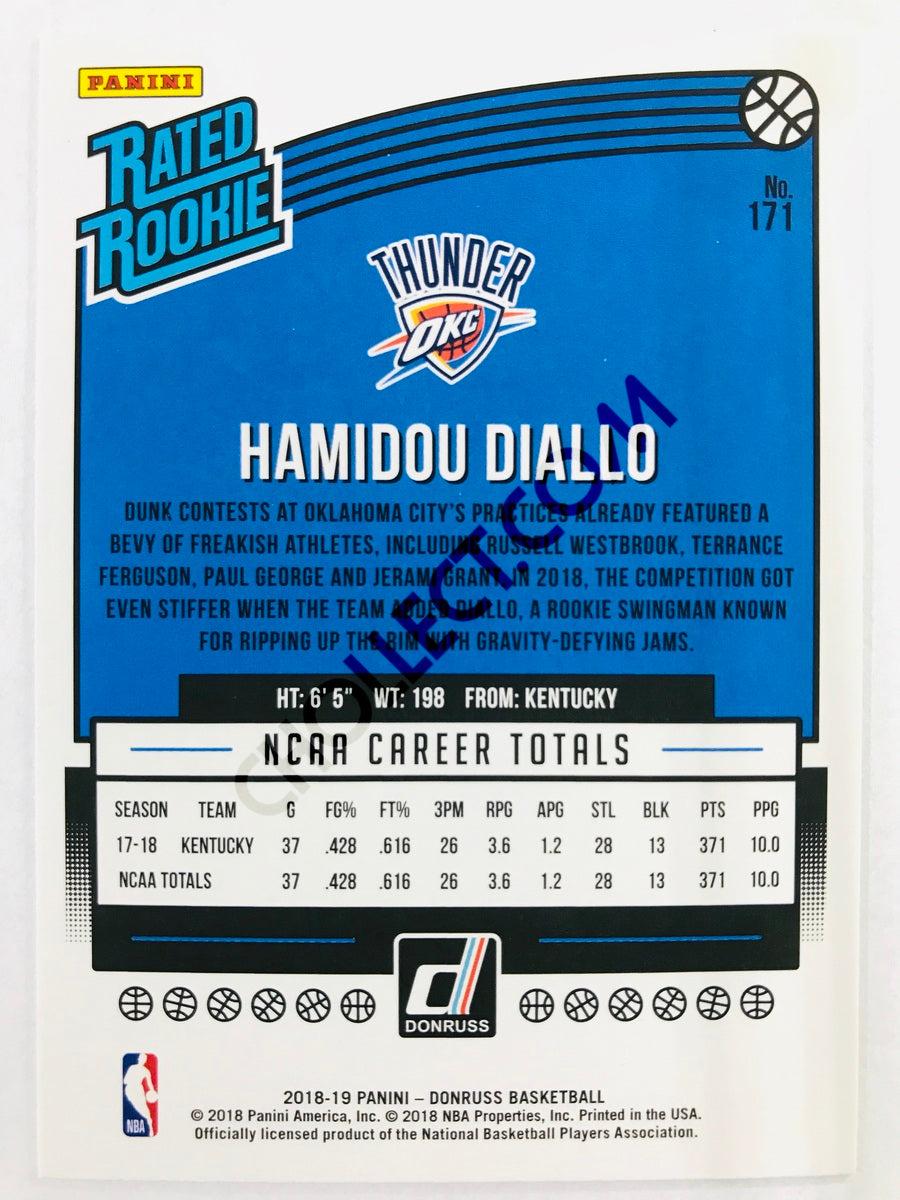 PANINI
RATED
ROOKIE
No.
171
THUNDER
OKC
HAMIDOU DIALLO
DUNK CONTESTS AT OKLAHOMA CITY'S PRACTICES ALREADY FEATURED A
BEVY OF FREAKISH ATHLETES, INCLUDING RUSSELL WESTBROOK, TERRANCE
FERGUSON, PAUL GEORGE AND JERAMI GRANT. IN 2018, THE COMPETITION GOT
EVEN STIFFER WHEN THE TEAM ADDED DIALLO, A ROOKIE SWINGMAN KNOWN
FOR RIPPING UP THE RIM WITH GRAVITY-DEFYING JAMS.
CHOLLECT.COM
HT: 6' 5" WT: 198 FROM: KENTUCKY
NCAA CAREER TOTALS
SEASON TEAM G FG% FT% 3PM RPG APG STL BLK PTS PPG
17-18 KENTUCKY 37 .428 .616 26 3.6 1.2 28 13 371 10.0
NCAA TOTALS 37 .428 .616 26 3.6 1.2 28 13 371 10.0
d
DONRUSS
NBA
2018-19 PANINI – DONRUSS BASKETBALL
© 2018 Panini America, Inc. © 2018 NBA Properties, Inc. Printed in the USA.
Officially licensed product of the National Basketball Players Association.